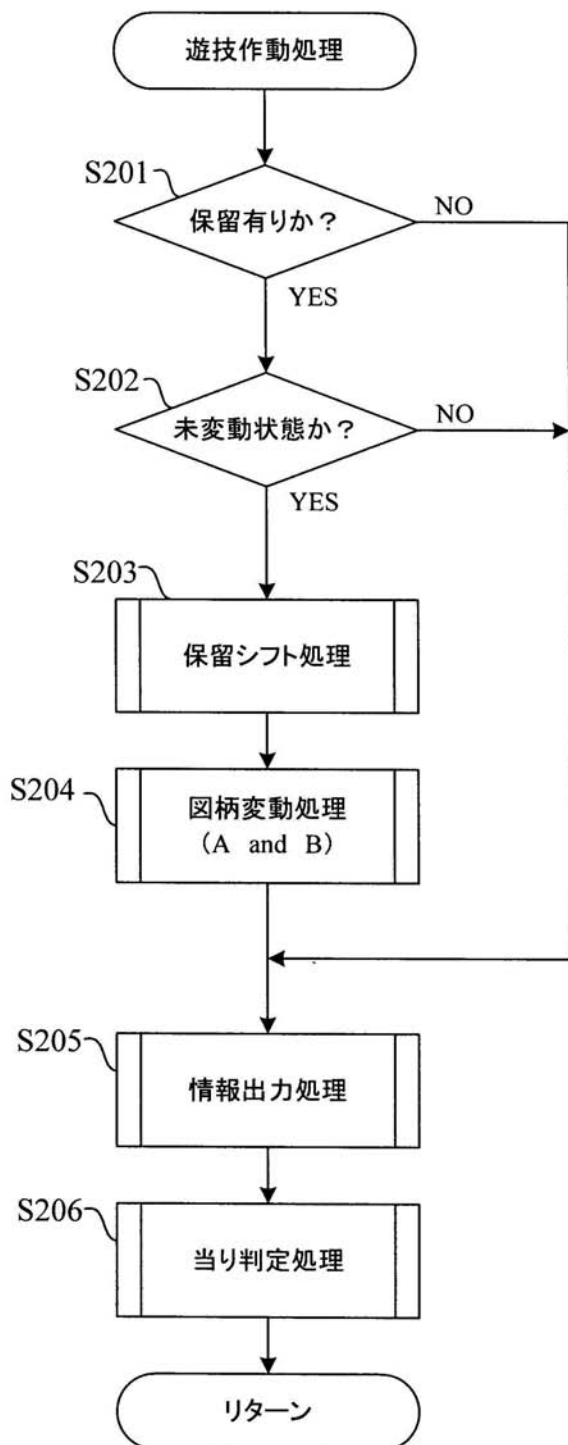 遊技作動処理
S201
保留有りか？
NO
YES
S202
未変動状態か？
NO
YES
S203
保留シフト処理
S204
図柄変動処理
(A and B)
S205
情報出力処理
S206
当り判定処理
リターン